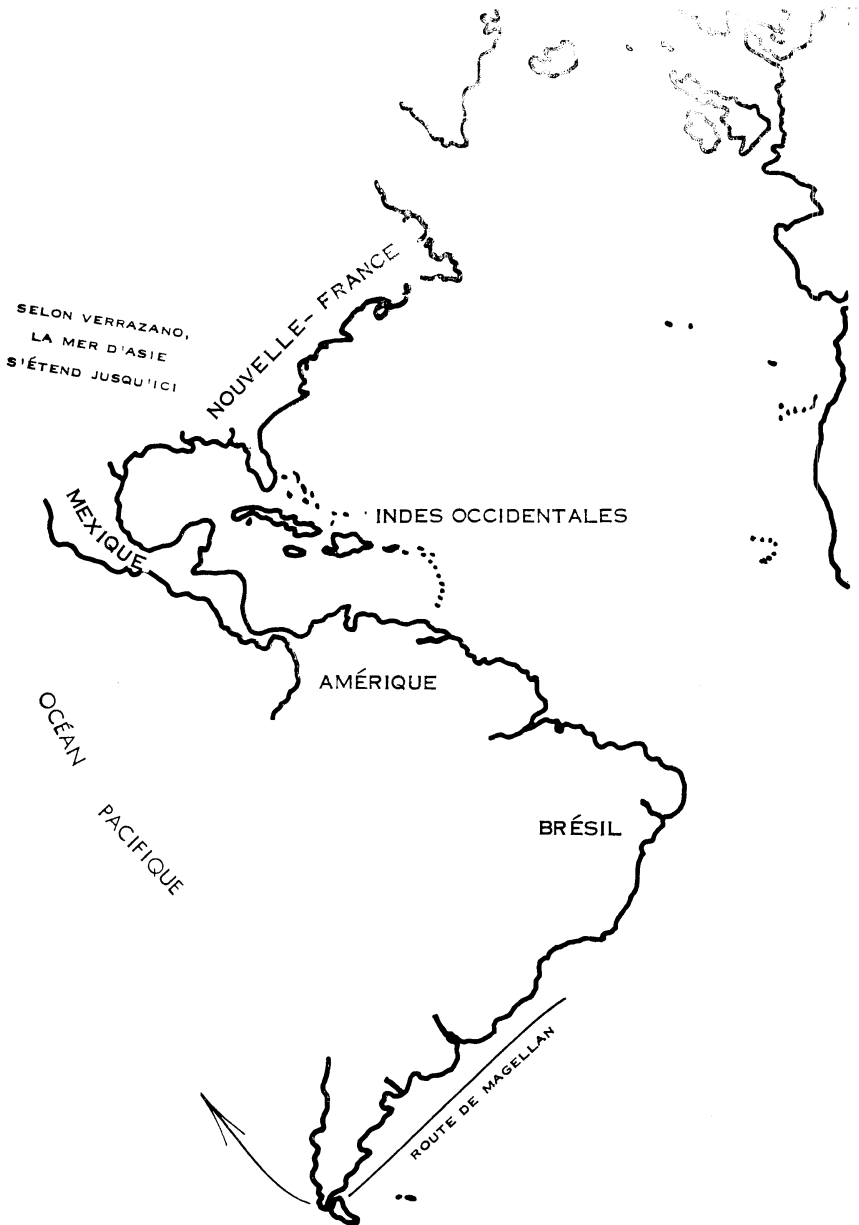 NOUVELLE-FRANCE
SELON VERRAZANO,
LA MER D'ASIE
S'ÉTEND JUSQU'ICI
MEXIQUE
INDES OCCIDENTALES
AMÉRIQUE
OCÉAN PACIFIQUE
BRÉSIL
ROUTE DE MAGELLAN